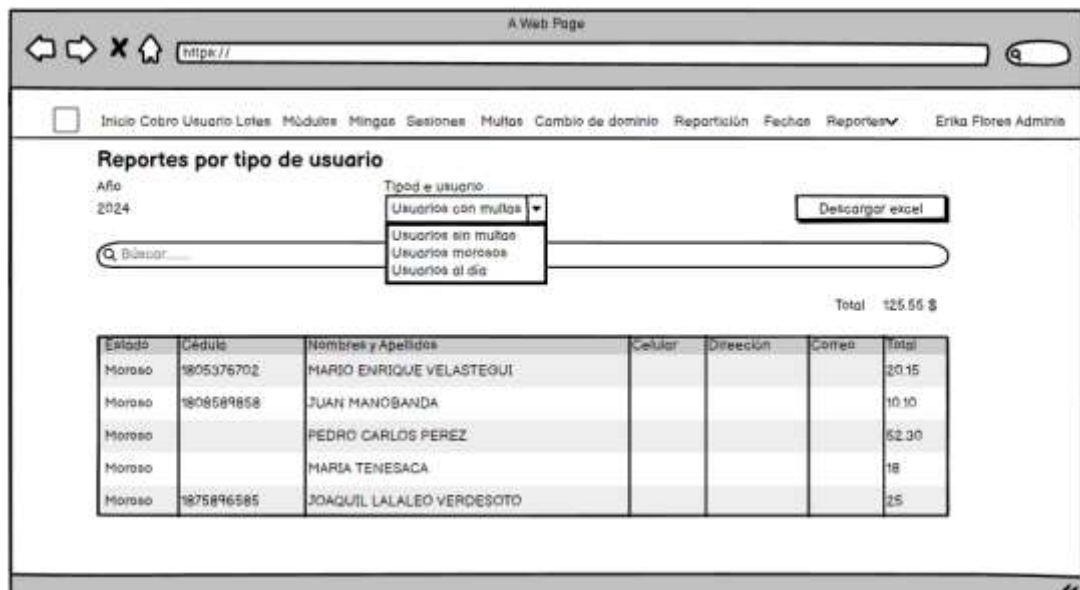 A Web Page
https://
Inicio Cobro Usuario Lotes Módulos Mingas Sesiones Multas Cambio de dominio Repartición Fechas Reportes Erika Flores Adminis
Reportes por tipo de usuario
Año Tipod e usuario
2024 Usuarios con multas Descargar excel
Usuarios sin multas
Búscar...... Usuarios morosos
Usuarios al día
Total 125.55 $
Estado Cédula Nombres y Apellidos Celular Direeción Correo Total
Moroso 1805376702 MARIO ENRIQUE VELASTEGUI 20.15
Moroso 1808589858 JUAN MANOBANDA 10.10
Moroso PEDRO CARLOS PEREZ 52.30
Moroso MARIA TENESACA 18
Moroso 1875896585 JOAQUIL LALALEO VERDESOTO 25